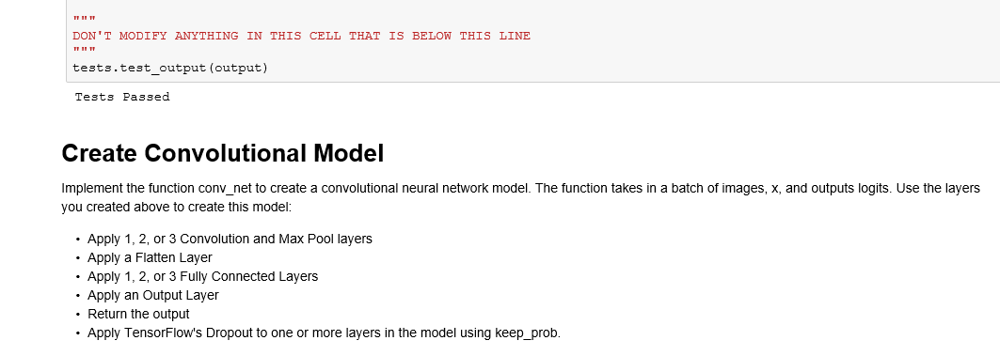 """
DON'T MODIFY ANYTHING IN THIS CELL THAT IS BELOW THIS LINE
"""
tests.test_output(output)
Tests Passed
Create Convolutional Model
Implement the function conv_net to create a convolutional neural network model. The function takes in a batch of images, x, and outputs logits. Use the layers
you created above to create this model:
• Apply 1, 2, or 3 Convolution and Max Pool layers
• Apply a Flatten Layer
• Apply 1, 2, or 3 Fully Connected Layers
• Apply an Output Layer
• Return the output
• Apply TensorFlow's Dropout to one or more layers in the model using keep_prob.